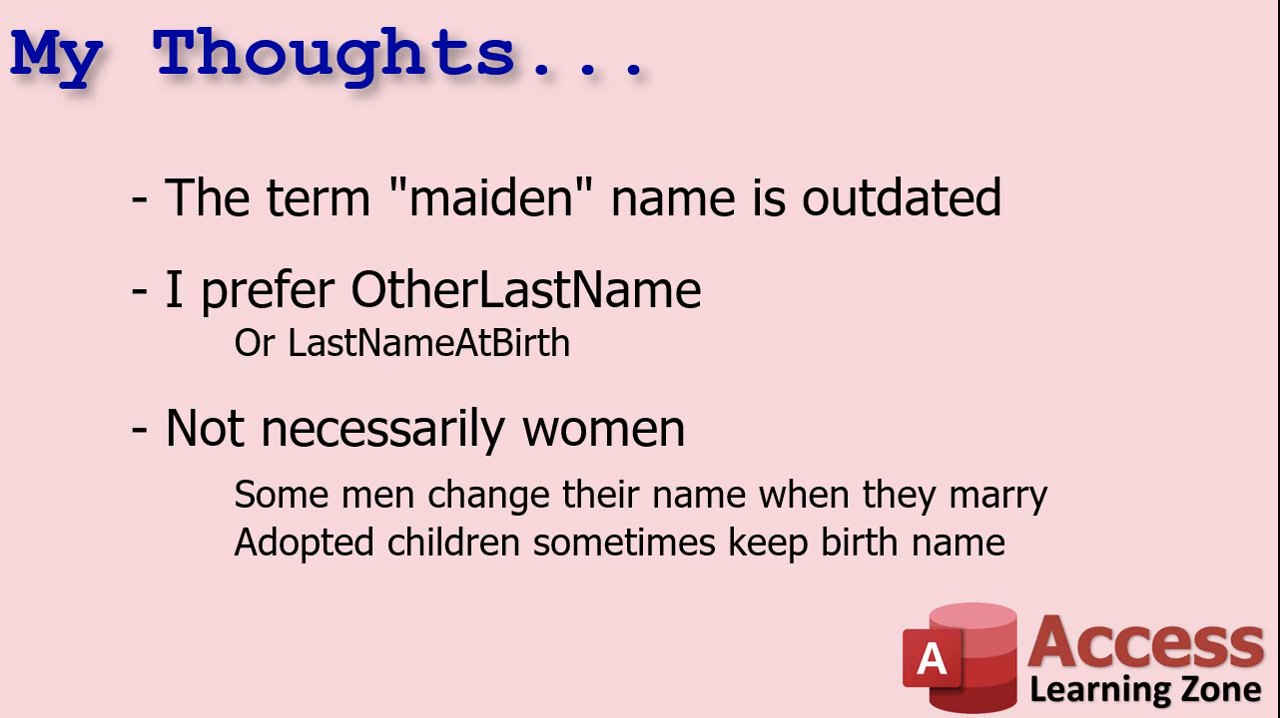 My Thoughts...
- The term "maiden" name is outdated
- I prefer OtherLastName
Or LastNameAtBirth
- Not necessarily women
Some men change their name when they marry
Adopted children sometimes keep birth name
A
Access
Learning Zone